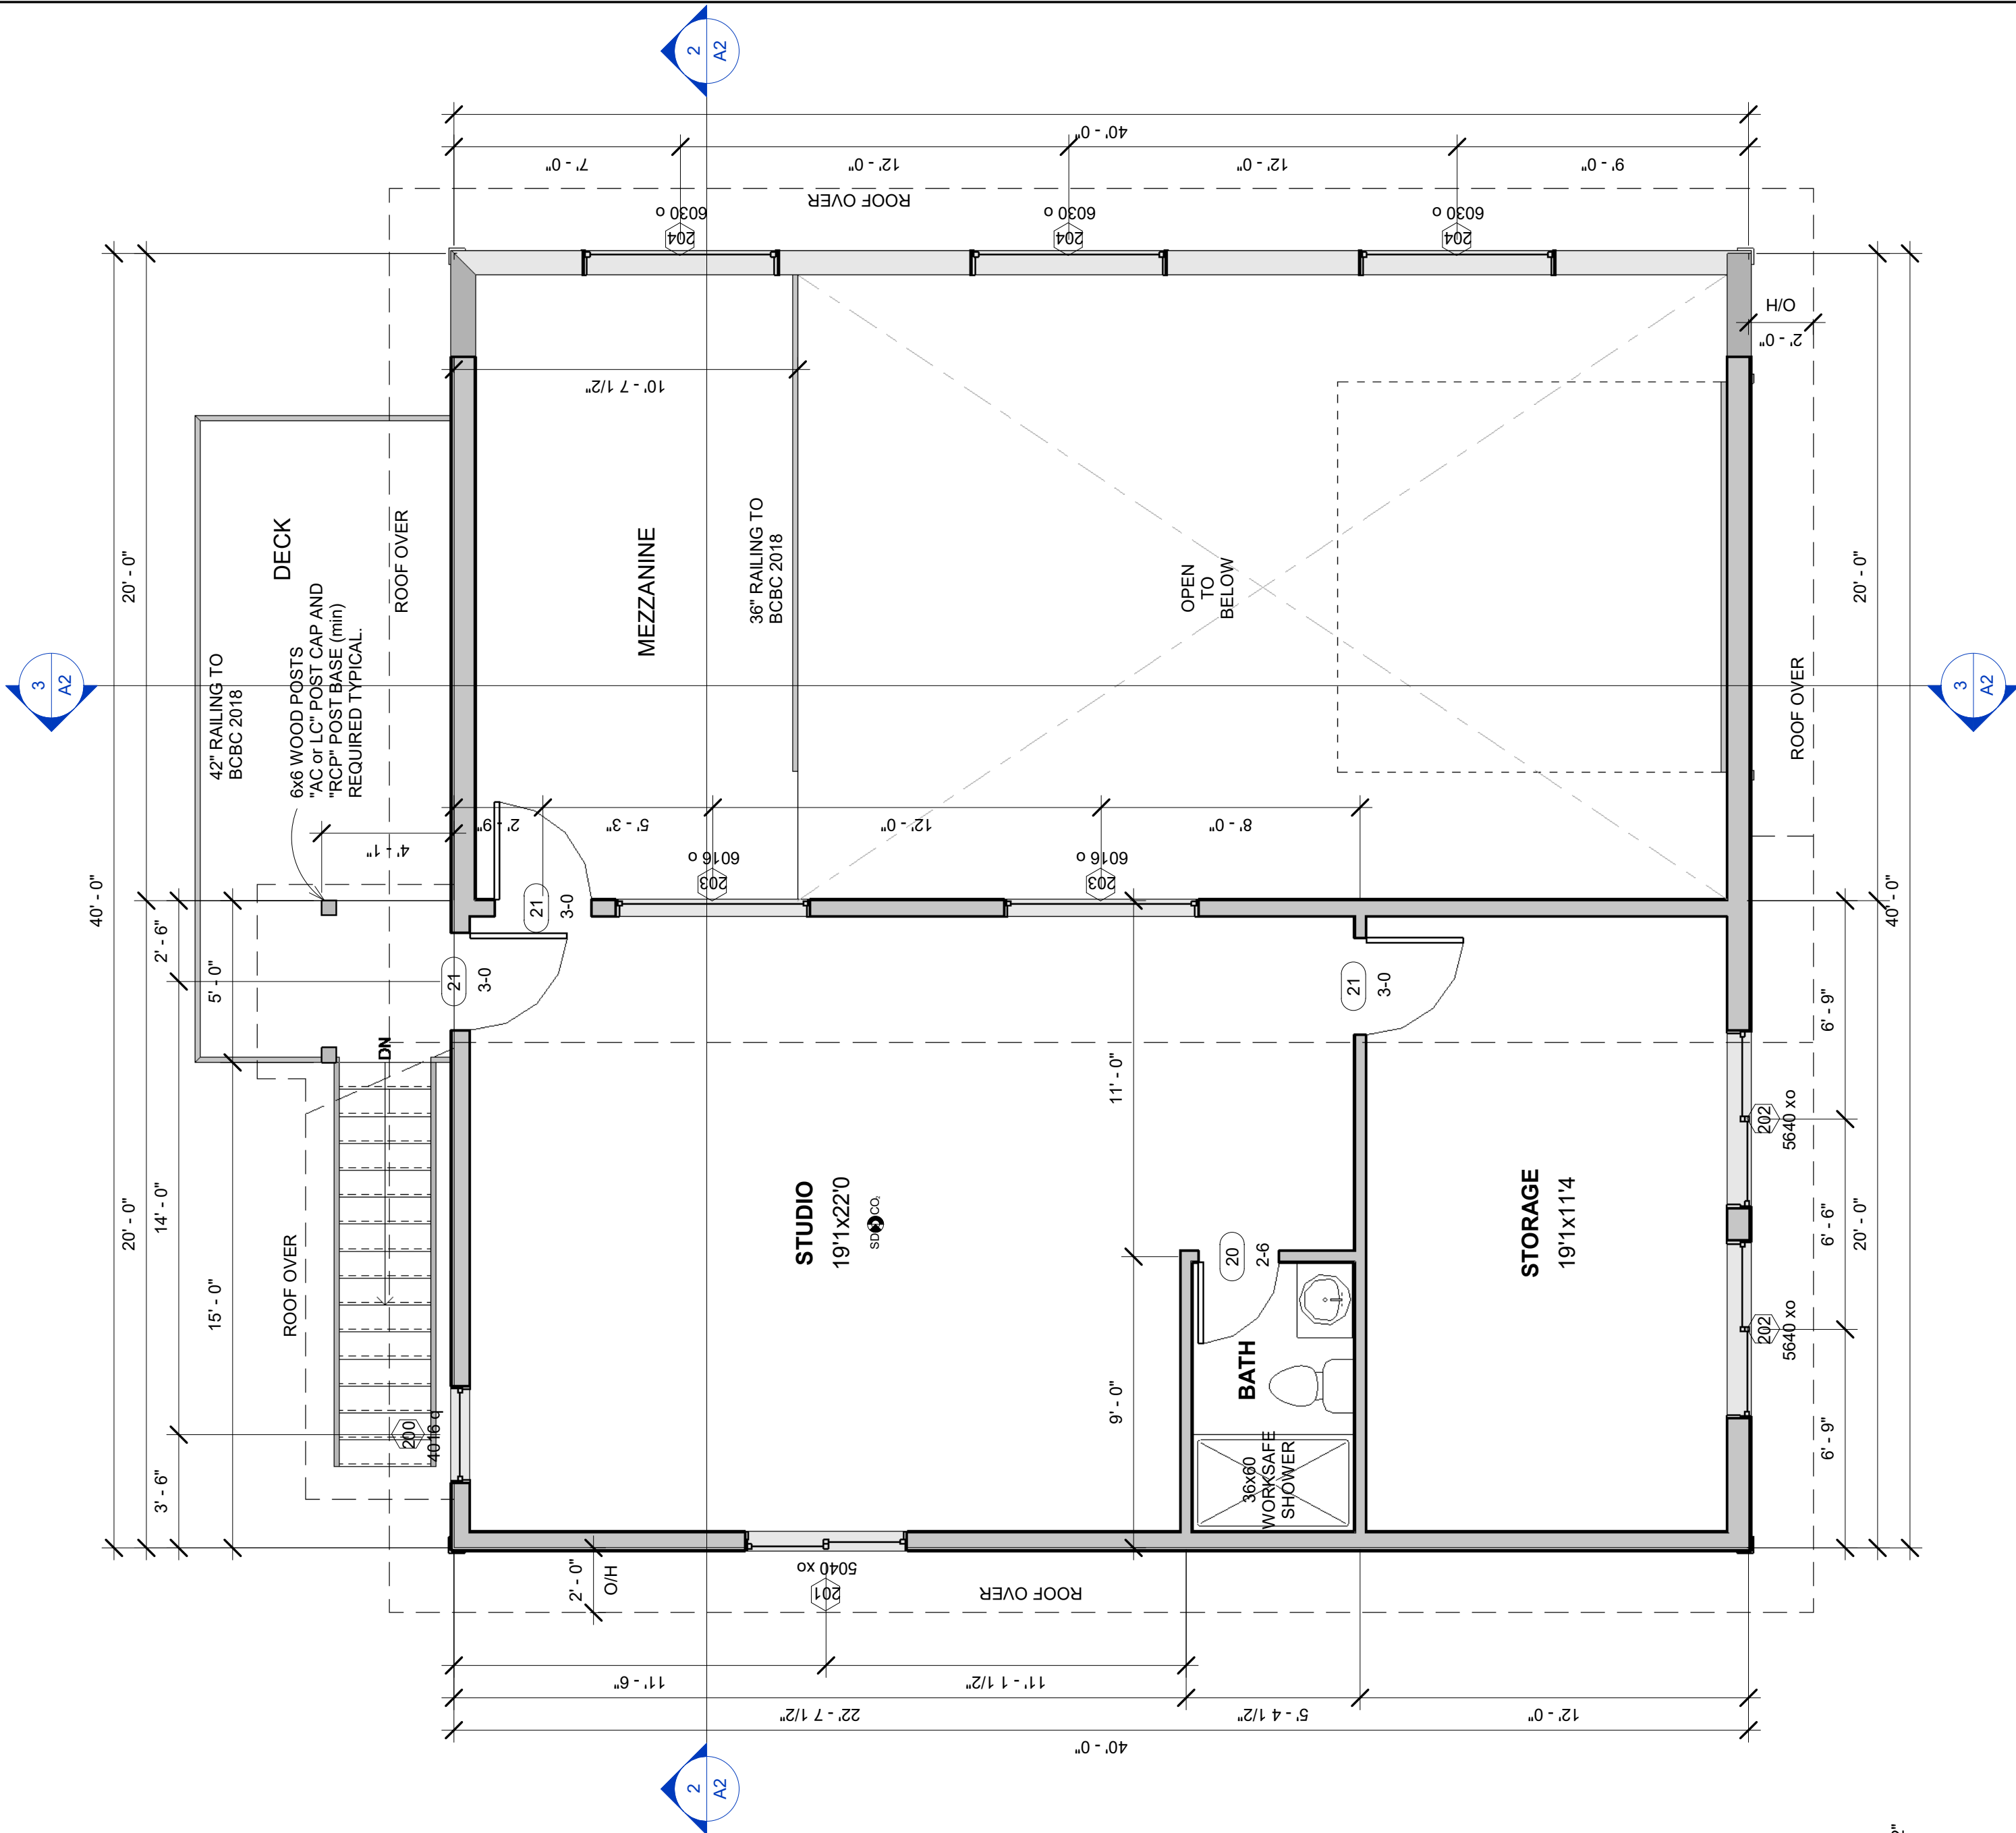 2
A2
40' - 0"
7' - 0"
12' - 0"
12' - 0"
9' - 0"
ROOF OVER
6030 o
204
6030 o
204
6030 o
204
O/H
2' - 0"
10' - 7 1/2"
DECK
ROOF OVER
20' - 0"
40' - 0"
MEZZANINE
36" RAILING TO
BCBC 2018
OPEN
TO
BELOW
20' - 0"
40' - 0"
42" RAILING TO
BCBC 2018
6x6 WOOD POSTS
"AC or LC" POST CAP AND
"RCP" POST BASE (min)
REQUIRED TYPICAL.
3
A2
3
A2
ROOF OVER
4' - 1"
2' - 9"
5' - 3"
12' - 0"
8' - 0"
6016 o
203
6016 o
203
21
3-0
21
3-0
21
3-0
2' - 6"
5' - 0"
DN
11' - 0"
6' - 9"
202
5640 xo
20' - 0"
14' - 0"
15' - 0"
ROOF OVER
STUDIO
19'1x22'0
SD
CO2
20
2-6
STORAGE
19'1x11'4
6' - 6"
20' - 0"
202
5640 xo
BATH
9' - 0"
36x60
WORKSAFE
SHOWER
200
4016 q
3' - 6"
6' - 9"
2' - 0"
O/H
5040 xo
201
ROOF OVER
11' - 6"
11' - 1 1/2"
22' - 7 1/2"
5' - 4 1/2"
12' - 0"
40' - 0"
2
A2